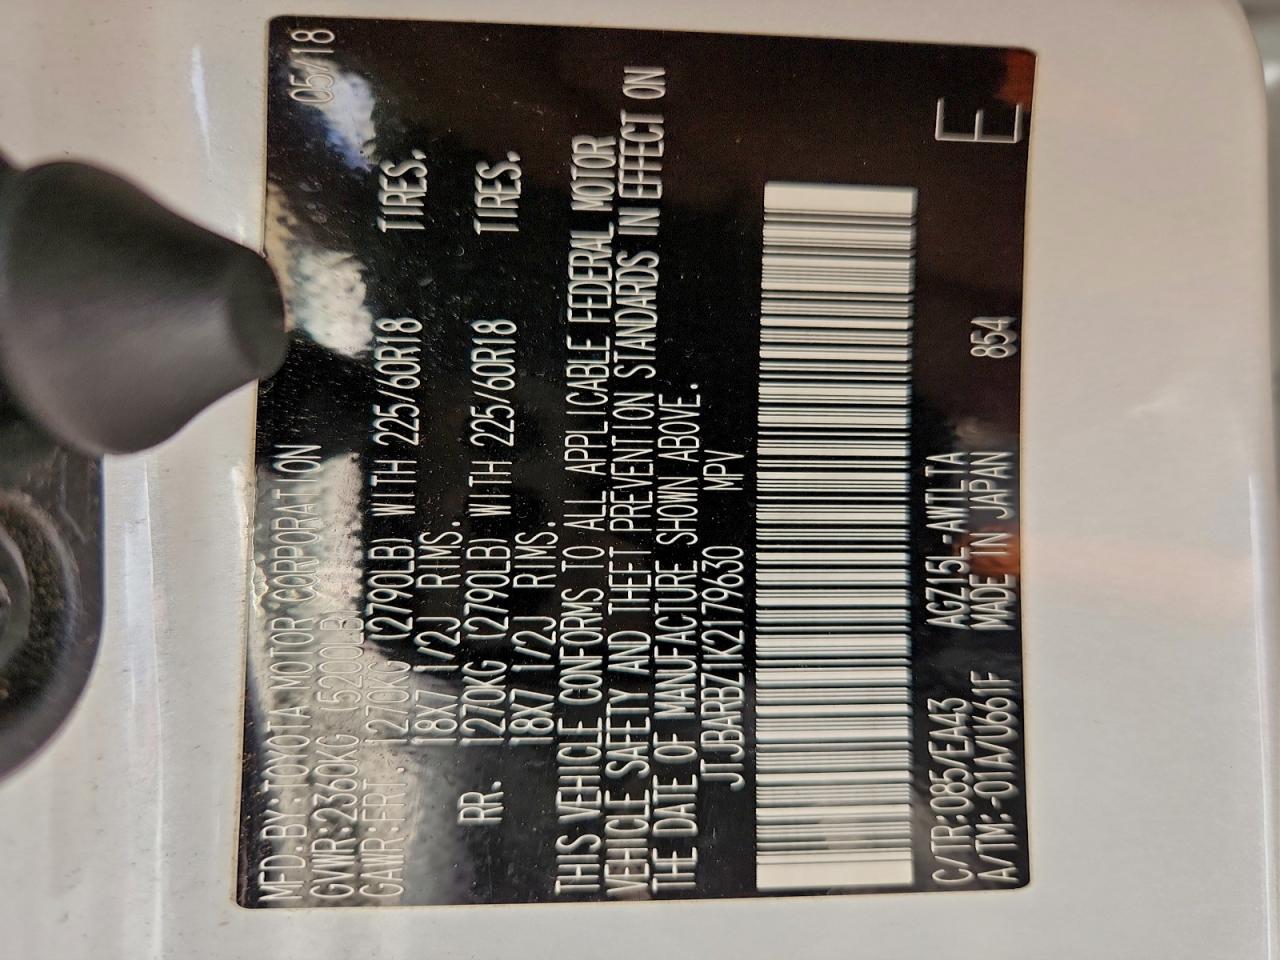 MFD.BY:TOYOTA MOTOR CORPORATION 05/18
GVWR:2360KG (5200LB)
GAWR:FRT. 1270KG (2790LB) WITH 225/60R18 TIRES.
18X7 1/2J RIMS.
RR. 1270KG (2790LB) WITH 225/60R18 TIRES.
18X7 1/2J RIMS.
THIS VEHICLE CONFORMS TO ALL APPLICABLE FEDERAL MOTOR
VEHICLE SAFETY AND THEFT PREVENTION STANDARDS IN EFFECT ON
THE DATE OF MANUFACTURE SHOWN ABOVE.
JTJBARBZ1K2179630 MPV
C/TR:085/EA43 AGZ15L-AWTLTA
A/TM:-01A/U661F MADE IN JAPAN 854 E